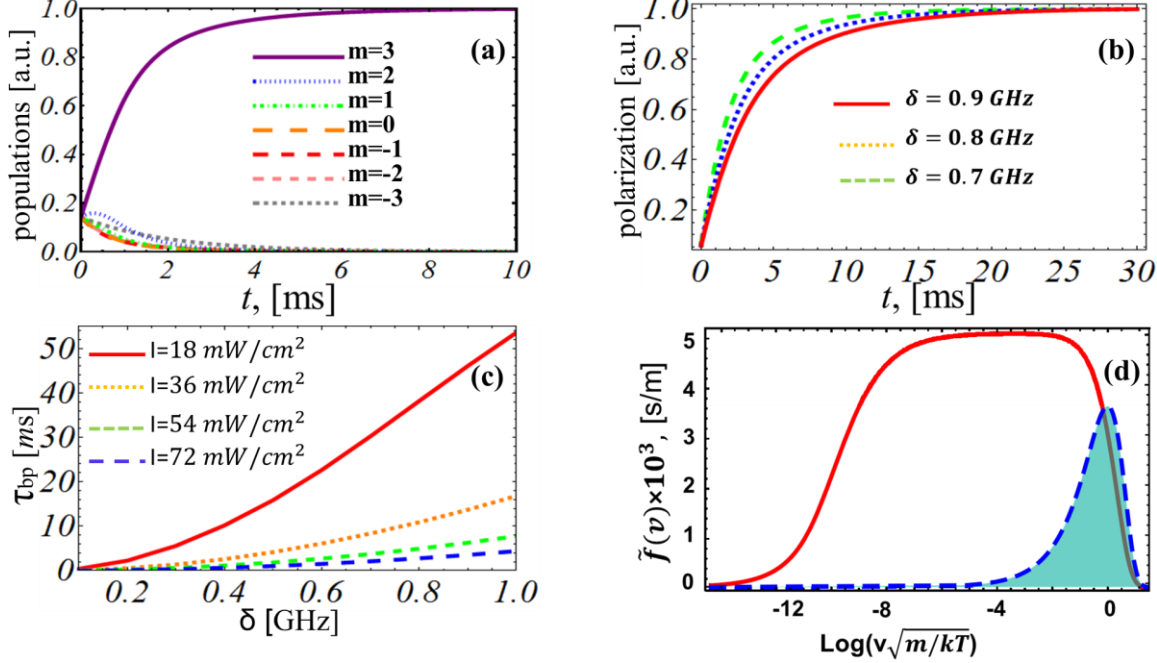 populations [a.u.]
1.0
0.8
0.6
0.4
0.2
0.0
(a)
m=3
m=2
m=1
m=0
m=-1
m=-2
m=-3
0 2 4 6 8 10
t, [ms]
polarization [a.u.]
1.0
0.8
0.6
0.4
0.2
(b)
δ = 0.9 GHz
δ = 0.8 GHz
δ = 0.7 GHz
0 5 10 15 20 25 30
t, [ms]
τbp [ms]
50
40
30
20
10
0
(c)
I=18 mW/cm²
I=36 mW/cm²
I=54 mW/cm²
I=72 mW/cm²
0.2 0.4 0.6 0.8 1.0
δ [GHz]
f̃(v)×10³, [s/m]
5
4
3
2
1
0
(d)
-12 -8 -4 0
Log(v√m/kT)